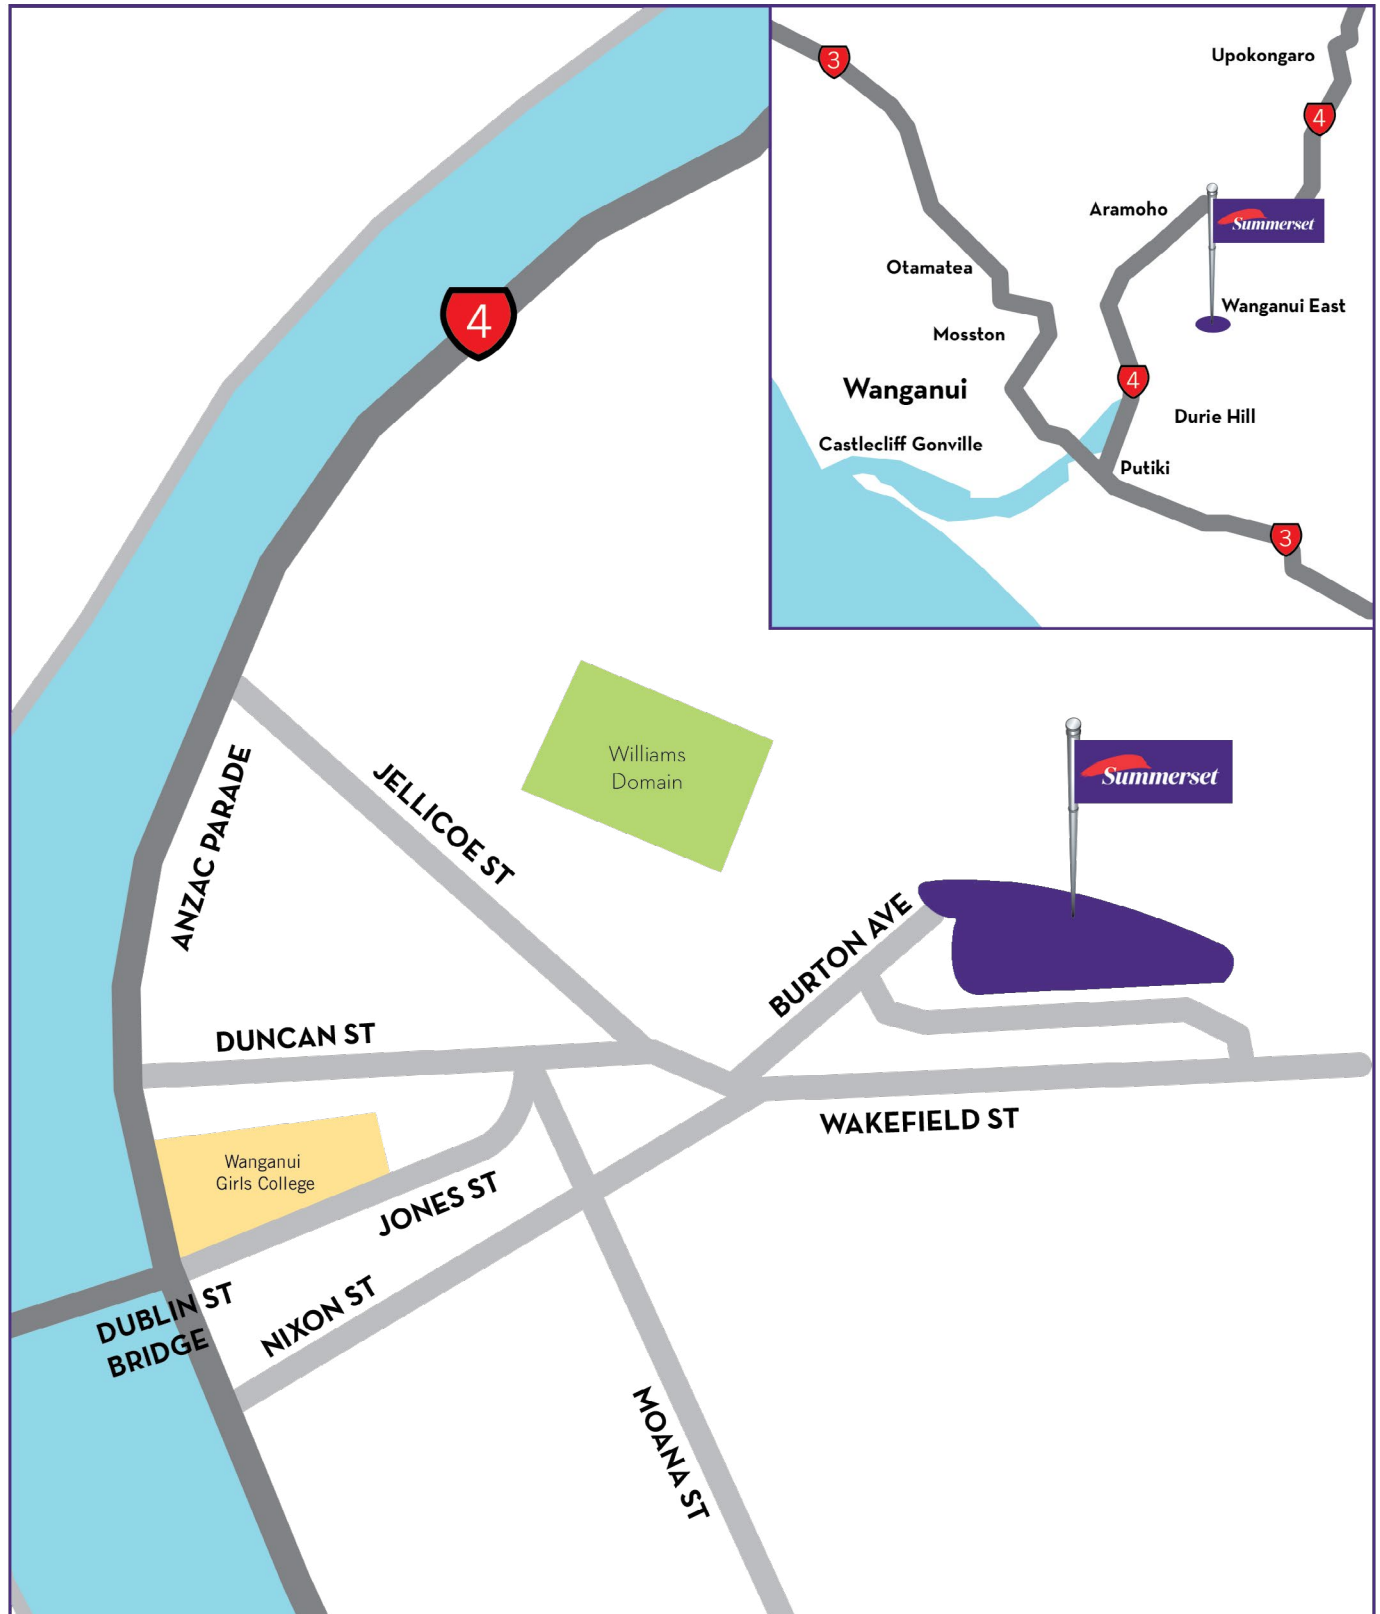 3
Upokongaro
4
Aramoho
Summerset
Otamatea
Wanganui East
Mosston
4
Wanganui
Durie Hill
Castlecliff Gonville
Putiki
3
4
Williams
Domain
Summerset
JELLICOE ST
ANZAC PARADE
BURTON AVE
DUNCAN ST
WAKEFIELD ST
Wanganui
Girls College
JONES ST
DUBLIN ST
BRIDGE
NIXON ST
MOANA ST